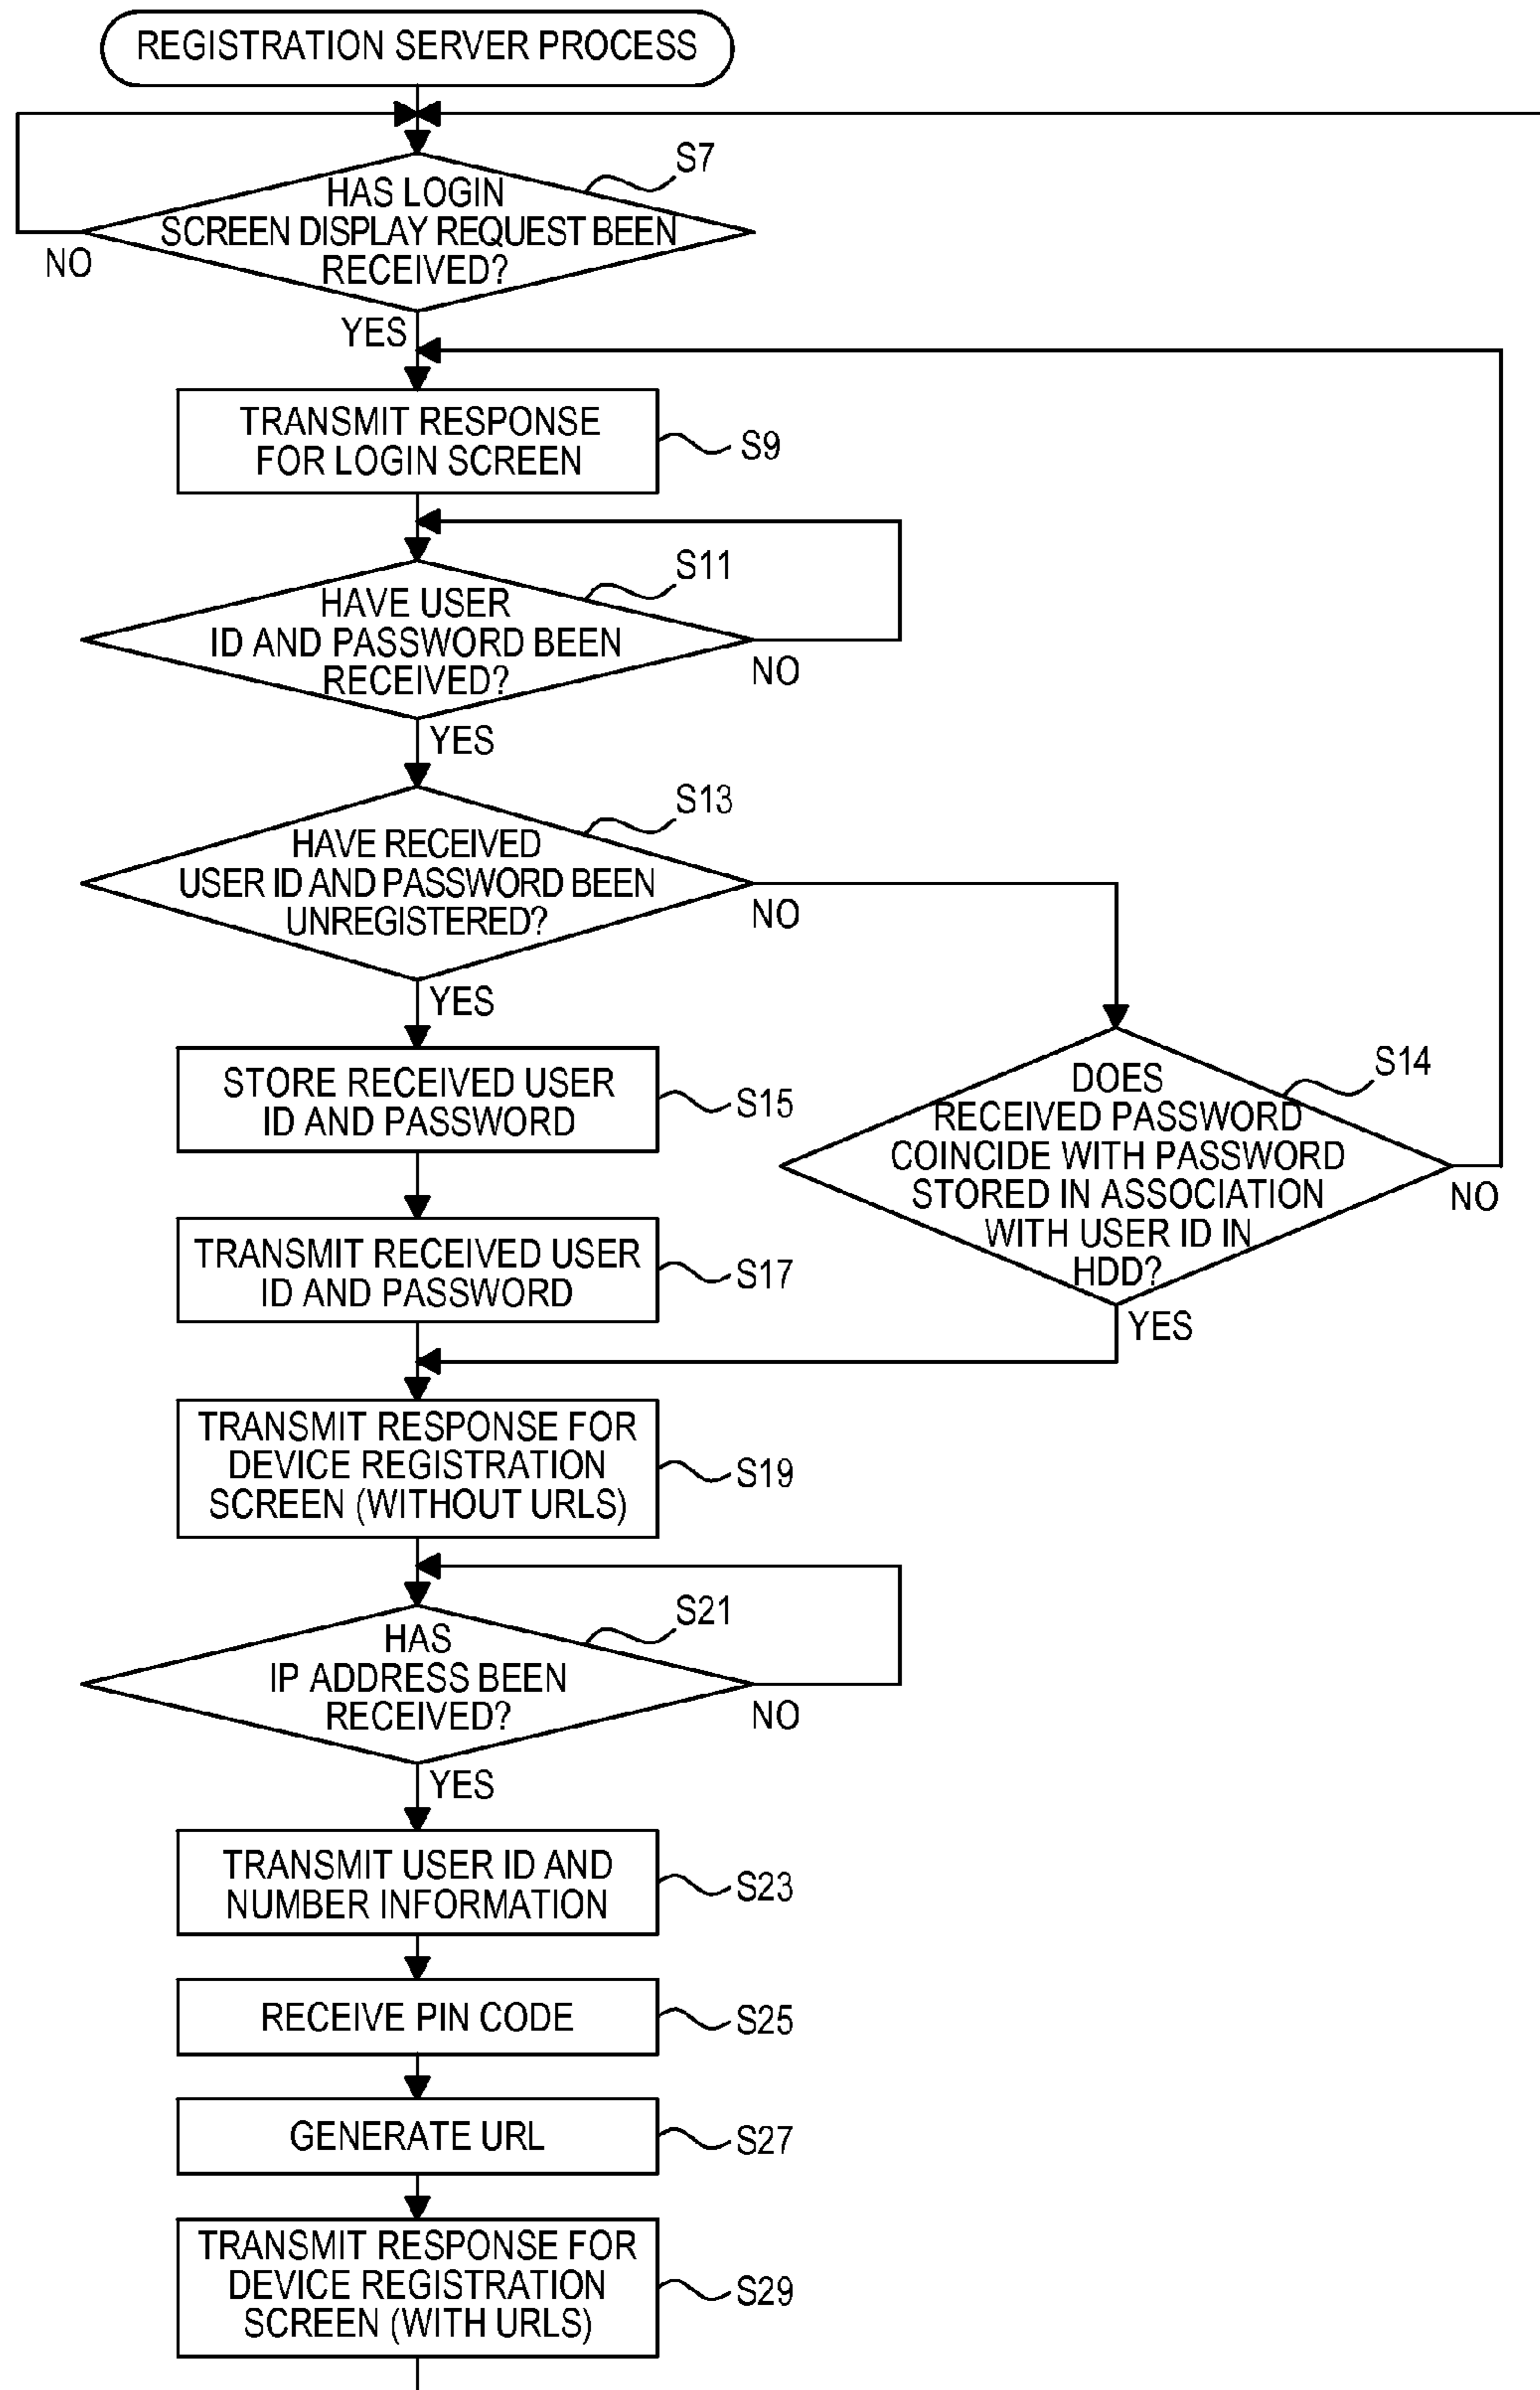 REGISTRATION SERVER PROCESS
S7
HAS LOGIN
SCREEN DISPLAY REQUEST BEEN
RECEIVED?
NO
YES
TRANSMIT RESPONSE
FOR LOGIN SCREEN
S9
S11
HAVE USER
ID AND PASSWORD BEEN
RECEIVED?
NO
YES
S13
HAVE RECEIVED
USER ID AND PASSWORD BEEN
UNREGISTERED?
NO
YES
STORE RECEIVED USER
ID AND PASSWORD
S15
S14
DOES
RECEIVED PASSWORD
COINCIDE WITH PASSWORD
STORED IN ASSOCIATION
WITH USER ID IN
HDD?
NO
YES
TRANSMIT RECEIVED USER
ID AND PASSWORD
S17
TRANSMIT RESPONSE FOR
DEVICE REGISTRATION
SCREEN (WITHOUT URLS)
S19
S21
HAS
IP ADDRESS BEEN
RECEIVED?
NO
YES
TRANSMIT USER ID AND
NUMBER INFORMATION
S23
RECEIVE PIN CODE
S25
GENERATE URL
S27
TRANSMIT RESPONSE FOR
DEVICE REGISTRATION
SCREEN (WITH URLS)
S29